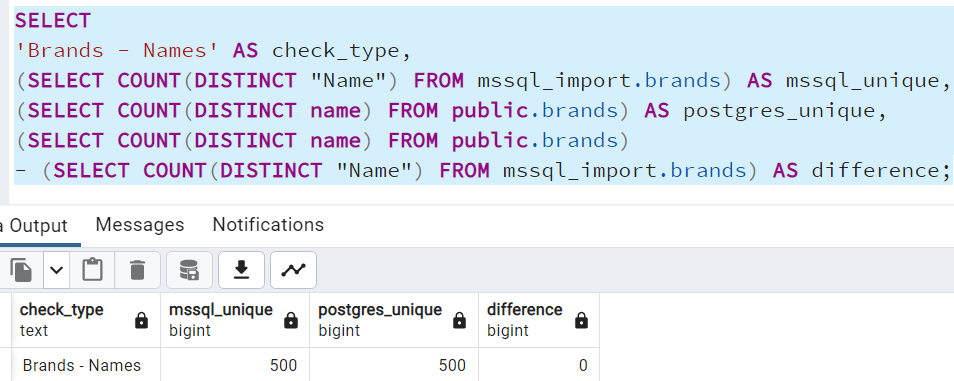 SELECT
'Brands - Names' AS check_type,
(SELECT COUNT(DISTINCT "Name") FROM mssql_import.brands) AS mssql_unique,
(SELECT COUNT(DISTINCT name) FROM public.brands) AS postgres_unique,
(SELECT COUNT(DISTINCT name) FROM public.brands)
- (SELECT COUNT(DISTINCT "Name") FROM mssql_import.brands) AS difference;
a Output Messages Notifications
check_type mssql_unique postgres_unique difference
text bigint bigint bigint
Brands - Names 500 500 0